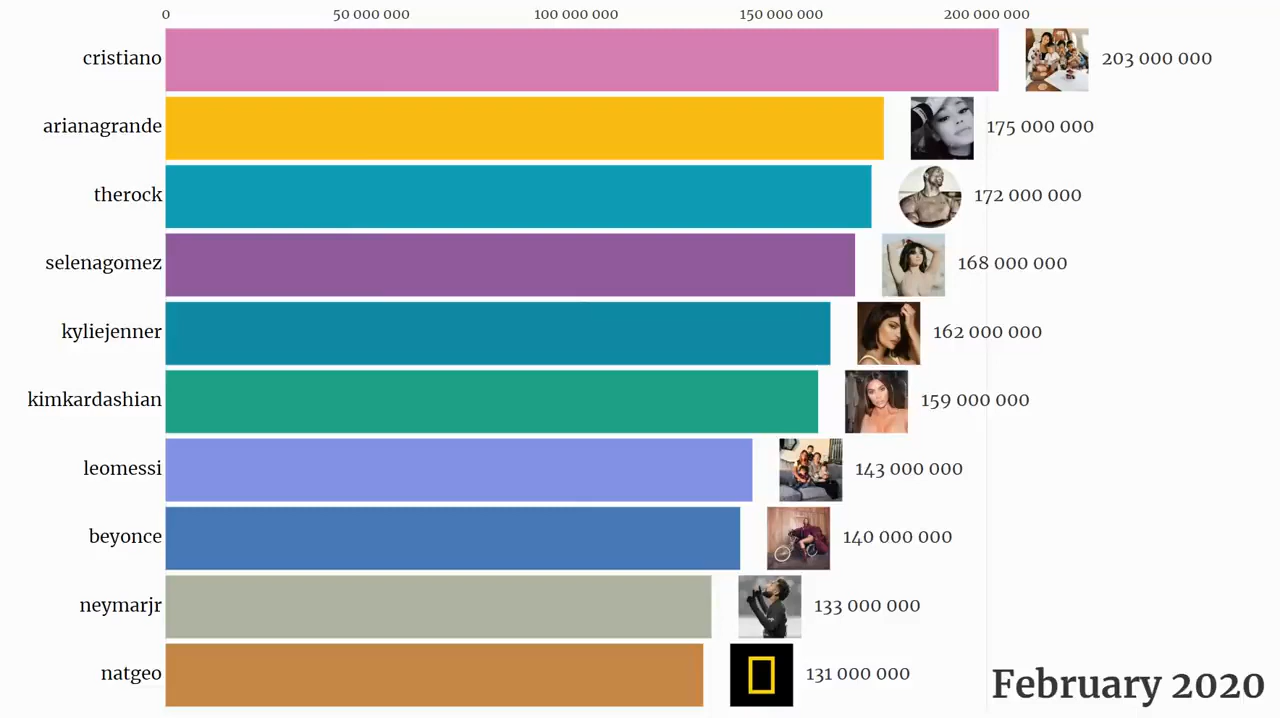 0 50 000 000 100 000 000 150 000 000 200 000 000
cristiano 203 000 000
arianagrande 175 000 000
therock 172 000 000
selenagomez 168 000 000
kyliejenner 162 000 000
kimkardashian 159 000 000
leomessi 143 000 000
beyonce 140 000 000
neymarjr 133 000 000
natgeo 131 000 000
February 2020